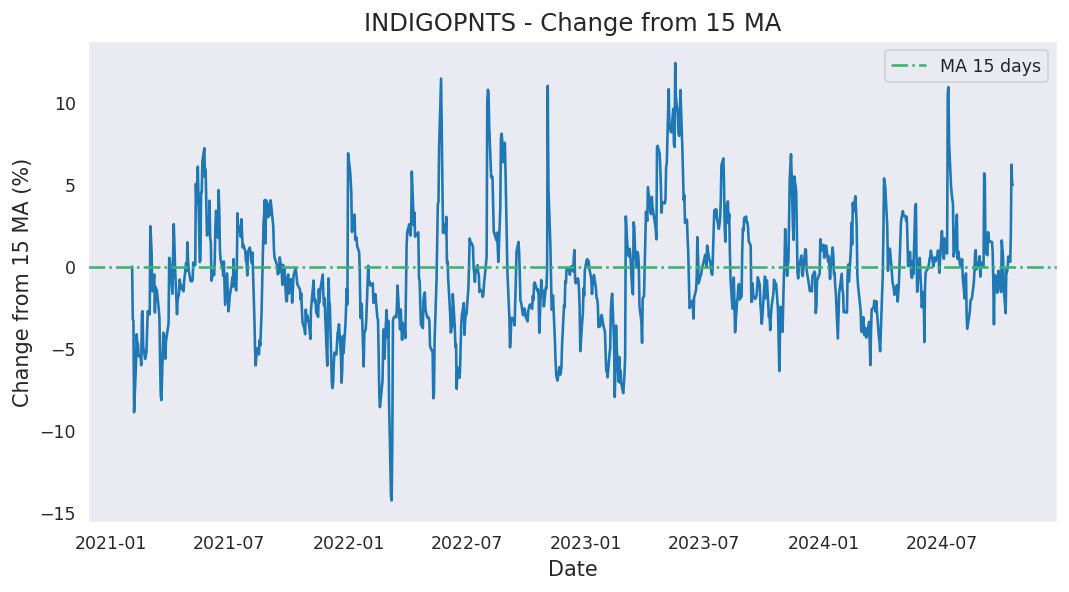 INDIGOPNTS - Change from 15 MA
MA 15 days
Change from 15 MA (%)
10
5
0
−5
−10
−15
2021-01 2021-07 2022-01 2022-07 2023-01 2023-07 2024-01 2024-07
Date